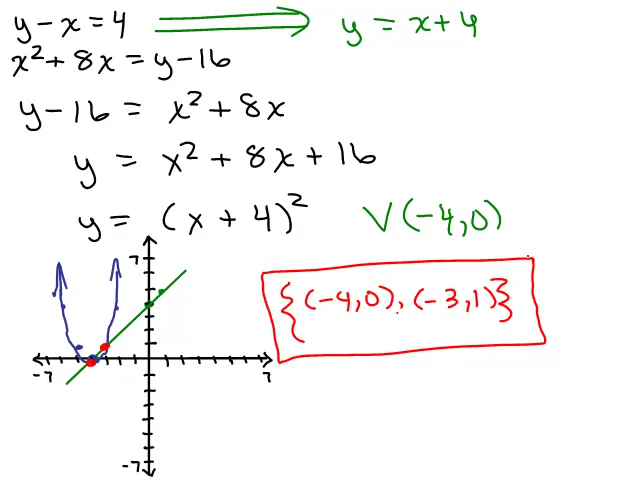 y - x = 4 ⟹ y = x + 4
x² + 8x = y - 16
y - 16 = x² + 8x
y = x² + 8x + 16
y = (x + 4)² V(-4,0)
7
{(-4,0), (-3,1)}
-7 7
-7